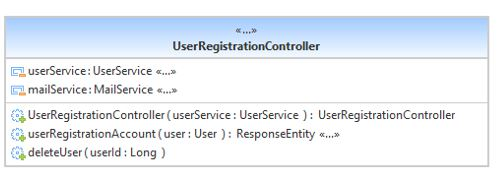 «...»
UserRegistrationController
userService : UserService «...»
mailService : MailService «...»
UserRegistrationController ( userService : UserService ) : UserRegistrationController
userRegistrationAccount ( user : User ) : ResponseEntity «...»
deleteUser ( userId : Long )